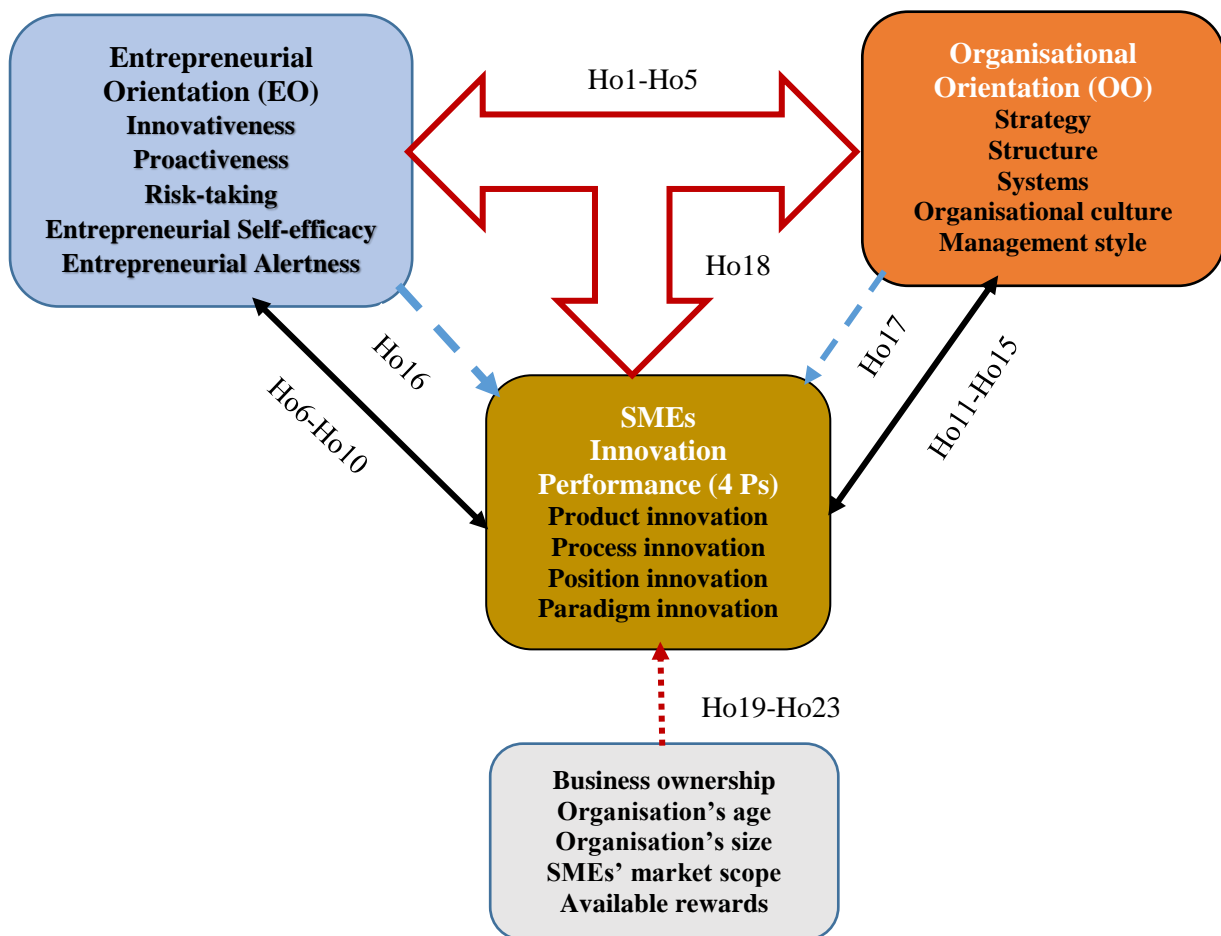 Entrepreneurial
Orientation (EO)
Innovativeness
Proactiveness
Risk-taking
Entrepreneurial Self-efficacy
Entrepreneurial Alertness
Ho1-Ho5
Organisational
Orientation (OO)
Strategy
Structure
Systems
Organisational culture
Management style
Ho18
Ho16
Ho6-Ho10
Ho17
Ho11-Ho15
SMEs
Innovation
Performance (4 Ps)
Product innovation
Process innovation
Position innovation
Paradigm innovation
Ho19-Ho23
Business ownership
Organisation’s age
Organisation’s size
SMEs’ market scope
Available rewards